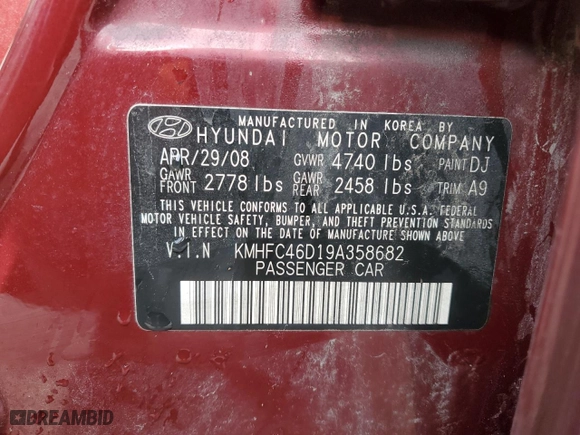 MANUFACTURED IN KOREA BY
HYUNDAI MOTOR COMPANY
APR/29/08 GVWR 4740 lbs PAINT DJ
GAWR FRONT 2778 lbs GAWR REAR 2458 lbs TRIM A9
THIS VEHICLE CONFORMS TO ALL APPLICABLE U.S.A. FEDERAL
MOTOR VEHICLE SAFETY, BUMPER, AND THEFT PREVENTION STANDARDS
IN EFFECT ON THE DATE OF MANUFACTURE SHOWN ABOVE.
V.I.N KMHFC46D19A358682
PASSENGER CAR
DREAMBID